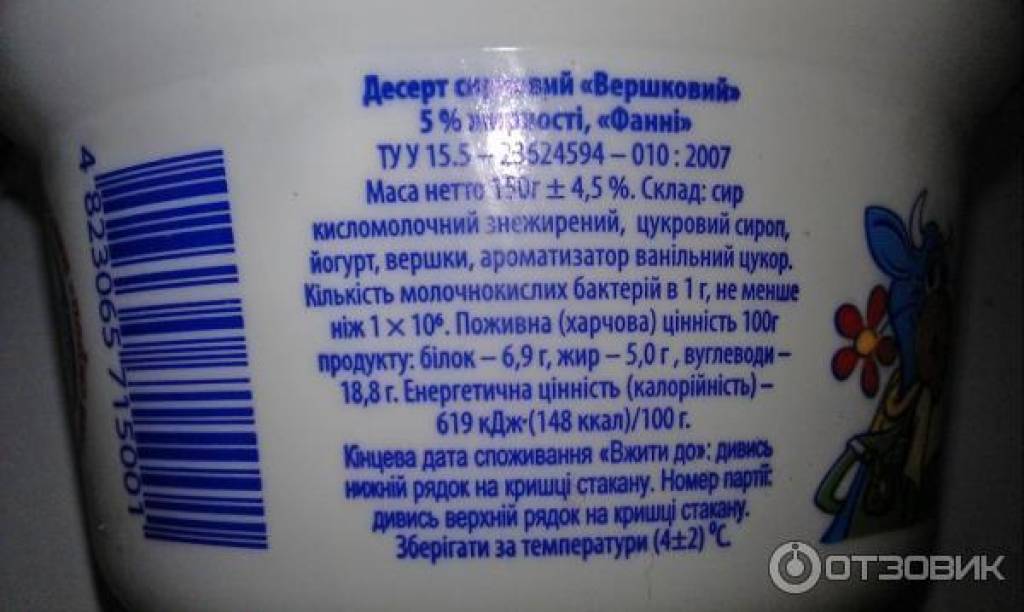 Десерт сирковий «Вершковий»
5 % жирності, «Фанні»
ТУ У 15.5 – 23624594 – 010 : 2007
Маса нетто 150г ± 4,5 %. Склад: сир
кисломолочний знежирений, цукровий сироп,
йогурт, вершки, ароматизатор ванільний цукор.
Кількість молочнокислих бактерій в 1 г, не менше
ніж 1 × 10⁶. Поживна (харчова) цінність 100г
продукту: білок – 6,9 г, жир – 5,0 г , вуглеводи –
18,8 г. Енергетична цінність (калорійність) –
619 кДж·(148 ккал)/100 г.
Кінцева дата споживання «Вжити до»: дивись
нижній рядок на кришці стакану. Номер партії:
дивись верхній рядок на кришці стакану.
Зберігати за температури (4±2) °С.
4 823065 715001
ОТЗОВИК